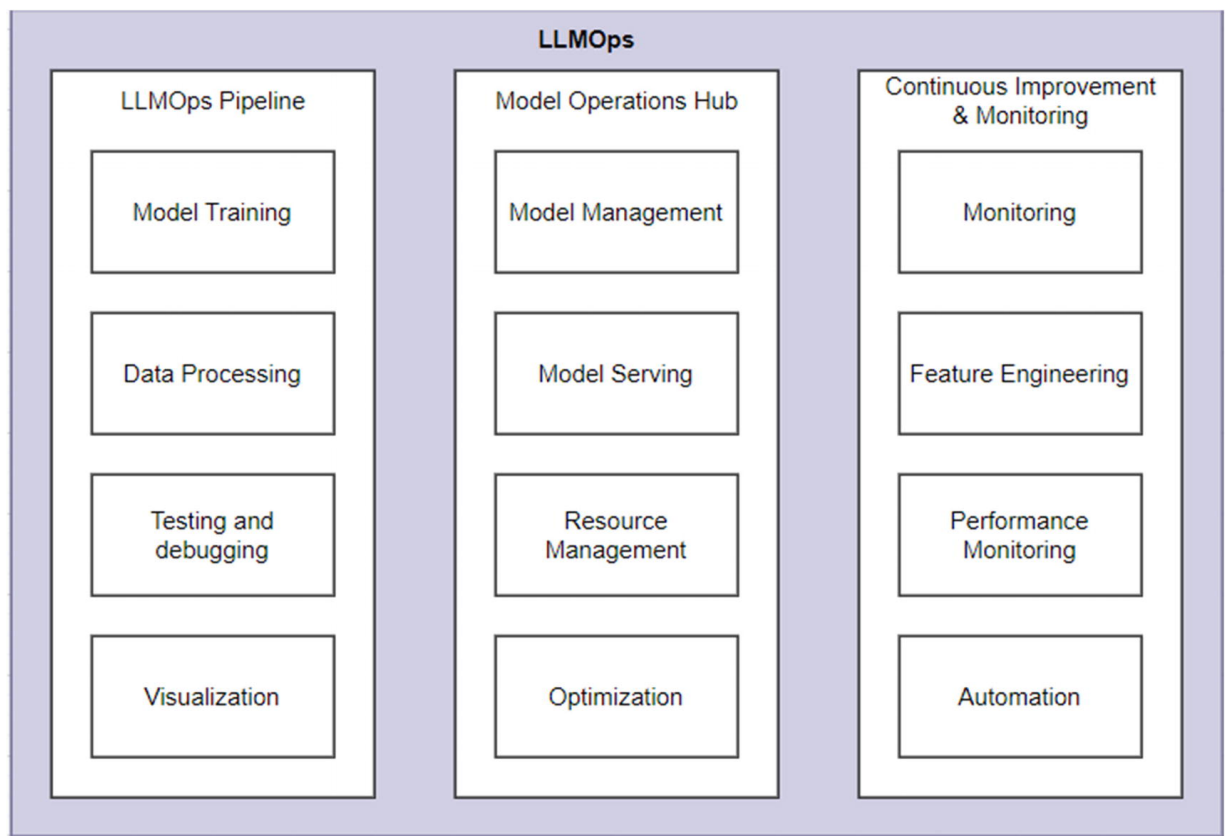 LLMOps
LLMOps Pipeline
Model Training
Data Processing
Testing and
debugging
Visualization
Model Operations Hub
Model Management
Model Serving
Resource
Management
Optimization
Continuous Improvement
& Monitoring
Monitoring
Feature Engineering
Performance
Monitoring
Automation